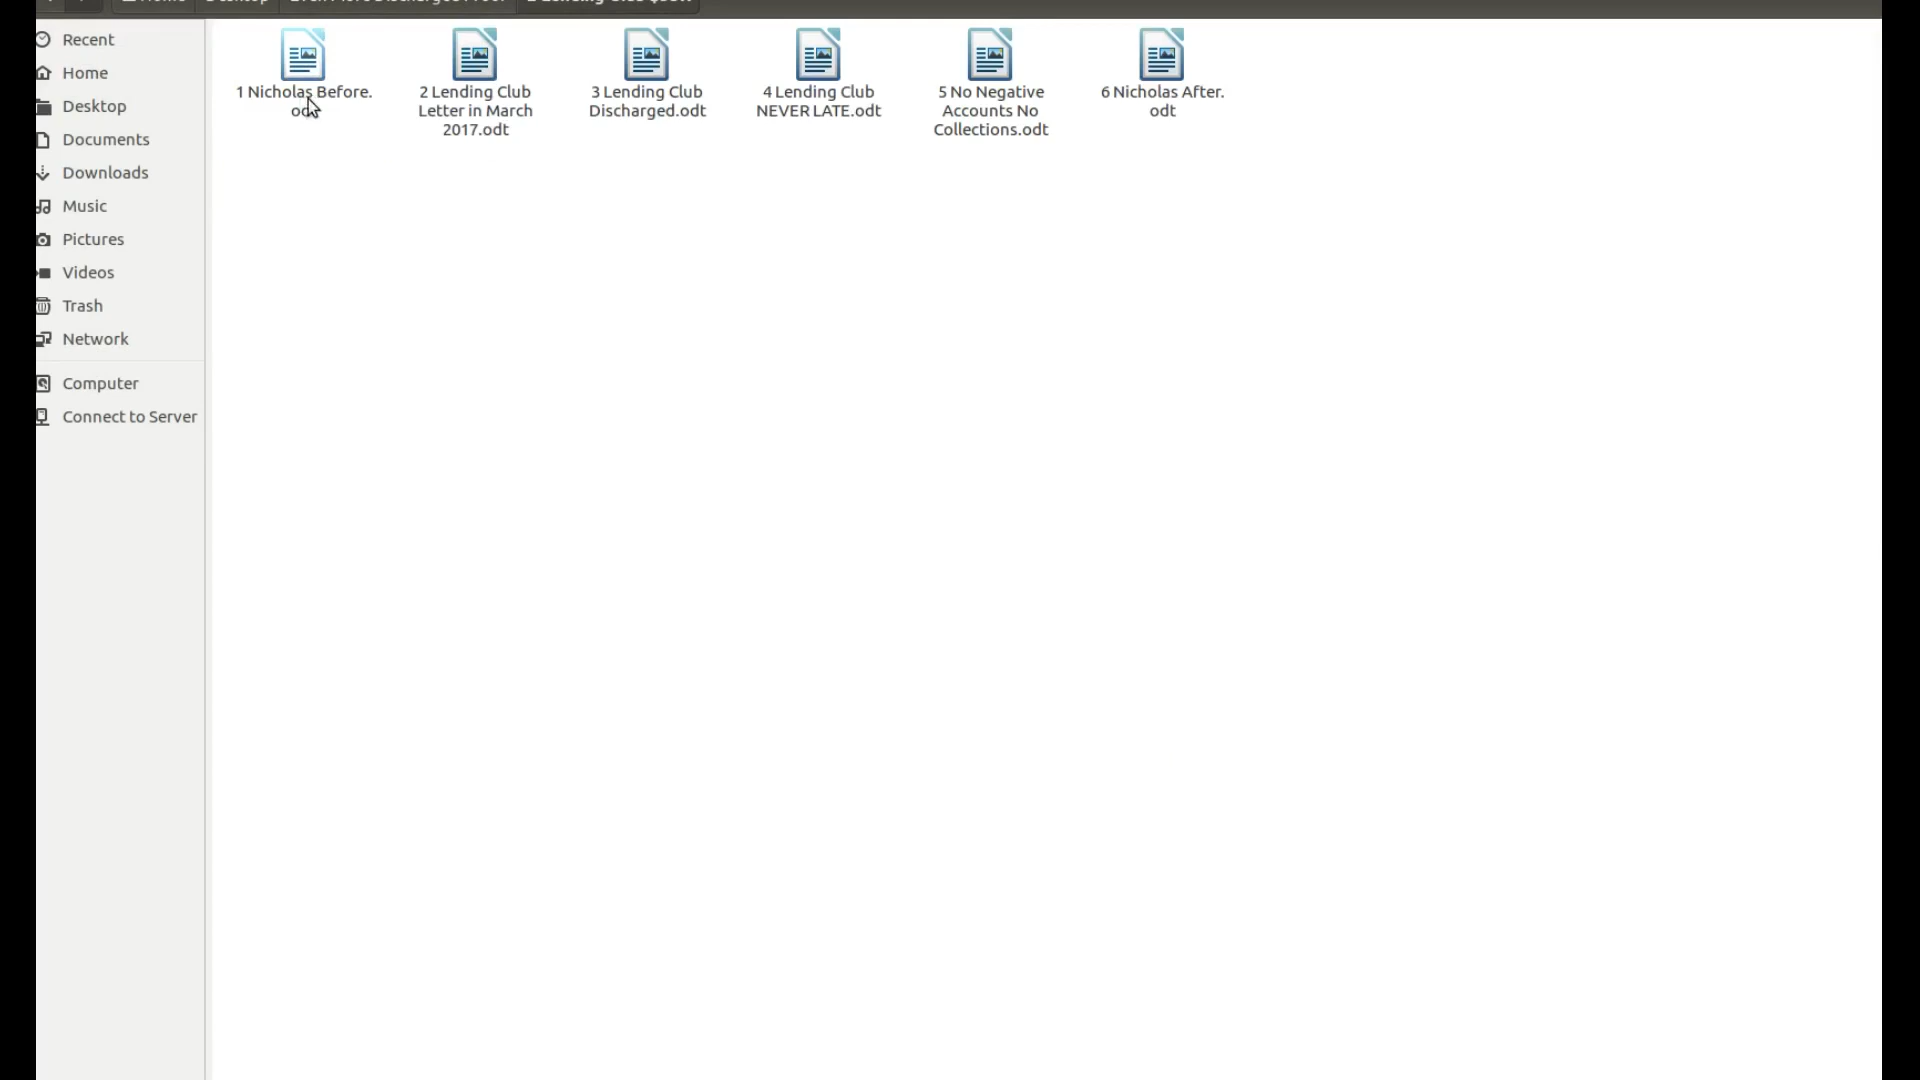 Recent
Home
Desktop
Documents
Downloads
Music
Pictures
Videos
Trash
Network
Computer
Connect to Server
1 Nicholas Before.
odt
2 Lending Club
Letter in March
2017.odt
3 Lending Club
Discharged.odt
4 Lending Club
NEVER LATE.odt
5 No Negative
Accounts No
Collections.odt
6 Nicholas After.
odt